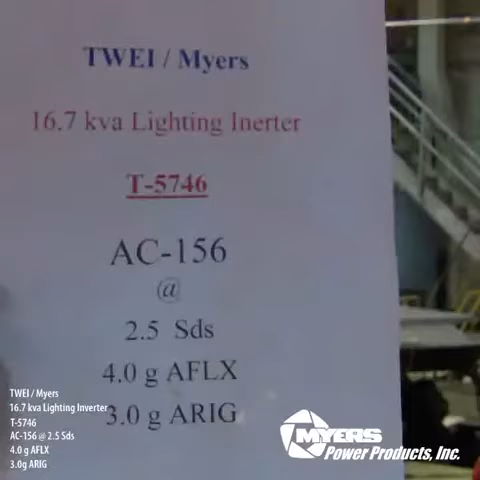 TWEI / Myers
16.7 kva Lighting Inerter
T-5746
AC-156
@
2.5 Sds
4.0 g AFLX
3.0 g ARIG
TWEI / Myers
16.7 kva Lighting Inverter
T-5746
AC-156 @ 2.5 Sds
4.0 g AFLX
3.0g ARIG
MYERS
Power Products, Inc.